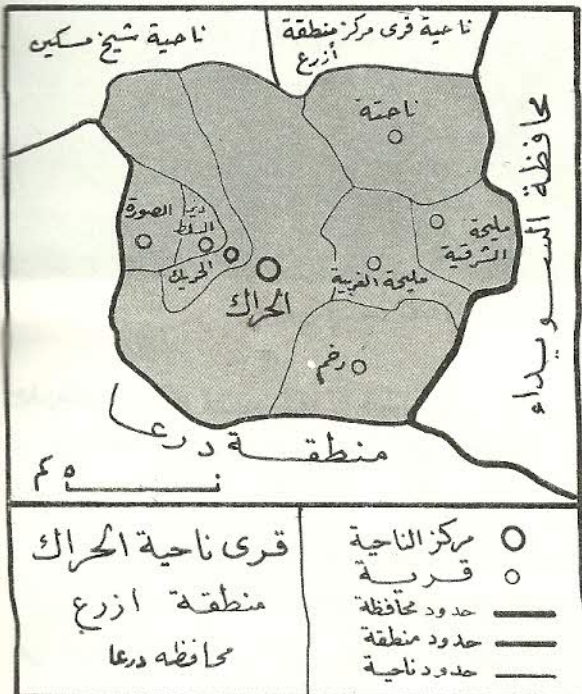 ناحية قرى مركز منطقة
أزرع
ناحية شيخ مسكين
محافظة السويداء
ناحتة
مليحة
الشرقية
الصورة
دير
السلط
الحريك
مليحة الغربية
الحراك
رخم
منطقة درعا
٥ كم
مركز الناحية
قرية
حدود محافظة
حدود منطقة
حدود ناحية
قرى ناحية الحراك
منطقة ازرع
محافظه درعا